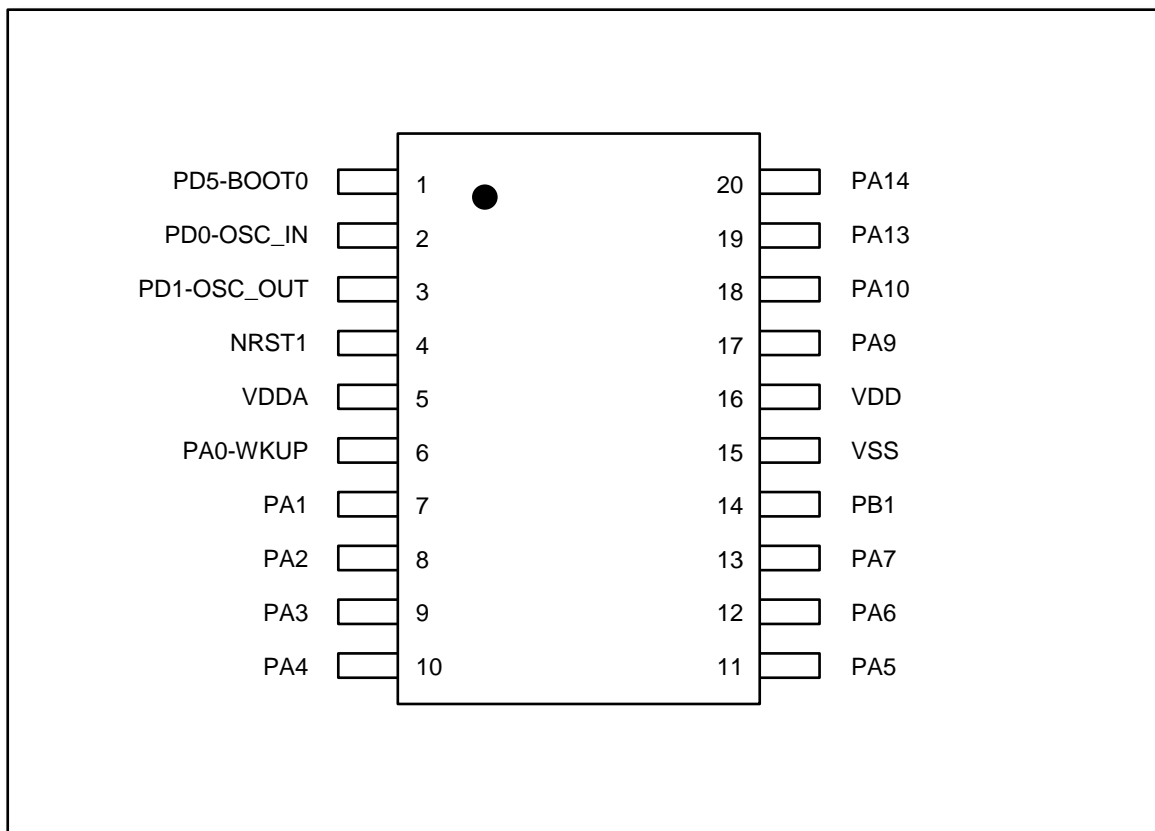 PD5-BOOT0 1 20 PA14
PD0-OSC_IN 2 19 PA13
PD1-OSC_OUT 3 18 PA10
NRST1 4 17 PA9
VDDA 5 16 VDD
PA0-WKUP 6 15 VSS
PA1 7 14 PB1
PA2 8 13 PA7
PA3 9 12 PA6
PA4 10 11 PA5